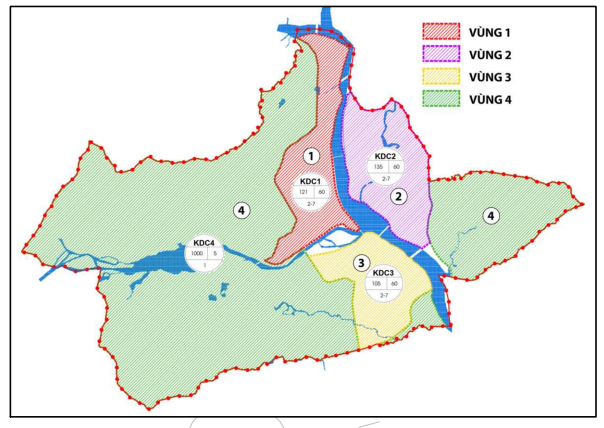 VÙNG 1
VÙNG 2
VÙNG 3
VÙNG 4
1
KDC1
121 60
2-7
KDC2
135 60
2-7
2
4
4
KDC4
1000 5
1
3
KDC3
105 60
2-7